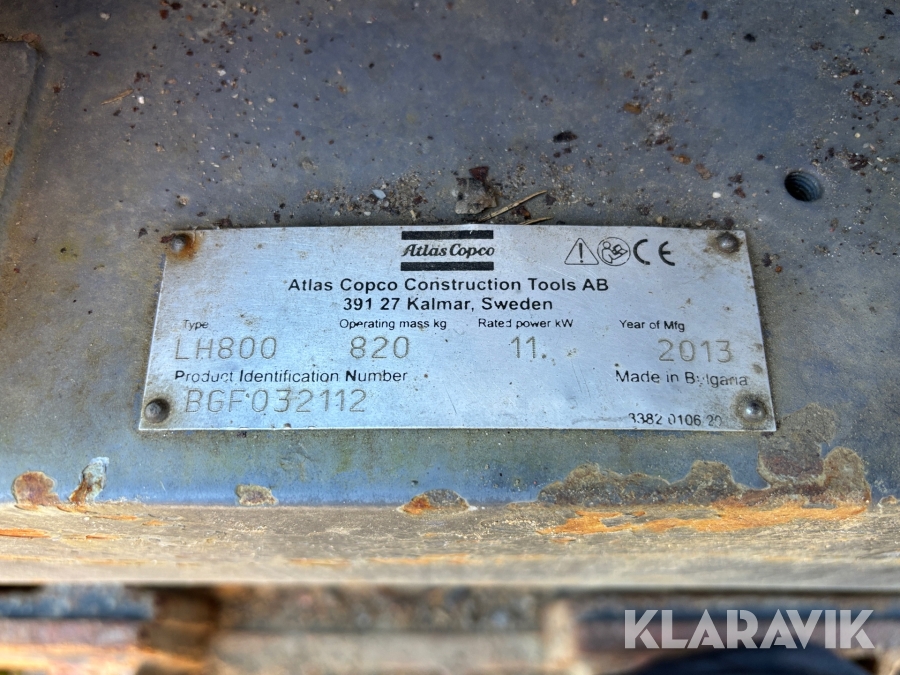 Atlas Copco
CE
Atlas Copco Construction Tools AB
391 27 Kalmar, Sweden
Type Operating mass kg Rated power kW Year of Mfg
LH800 820 11. 2013
Product Identification Number Made in Bulgaria
BGF032112
3382 0106 20
KLARAVIK